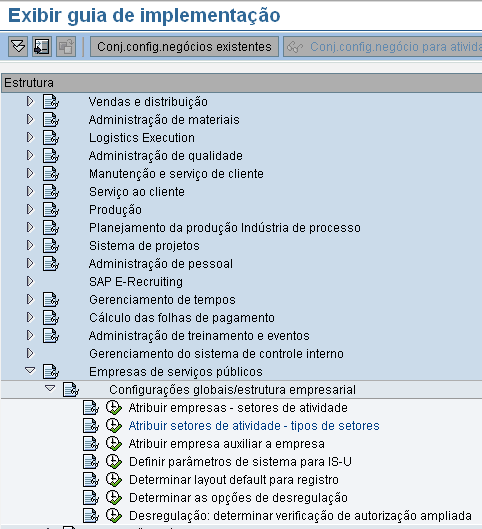 Exibir guia de implementação
Conj.config.negócios existentes
Conj.config.negócio para ativida
Estrutura
Vendas e distribuição
Administração de materiais
Logistics Execution
Administração de qualidade
Manutenção e serviço de cliente
Serviço ao cliente
Produção
Planejamento da produção Indústria de processo
Sistema de projetos
Administração de pessoal
SAP E-Recruiting
Gerenciamento de tempos
Cálculo das folhas de pagamento
Administração de treinamento e eventos
Gerenciamento do sistema de controle interno
Empresas de serviços públicos
Configurações globais/estrutura empresarial
Atribuir empresas - setores de atividade
Atribuir setores de atividade - tipos de setores
Atribuir empresa auxiliar a empresa
Definir parâmetros de sistema para IS-U
Determinar layout default para registro
Determinar as opções de desregulação
Desregulação: determinar verificação de autorização ampliada